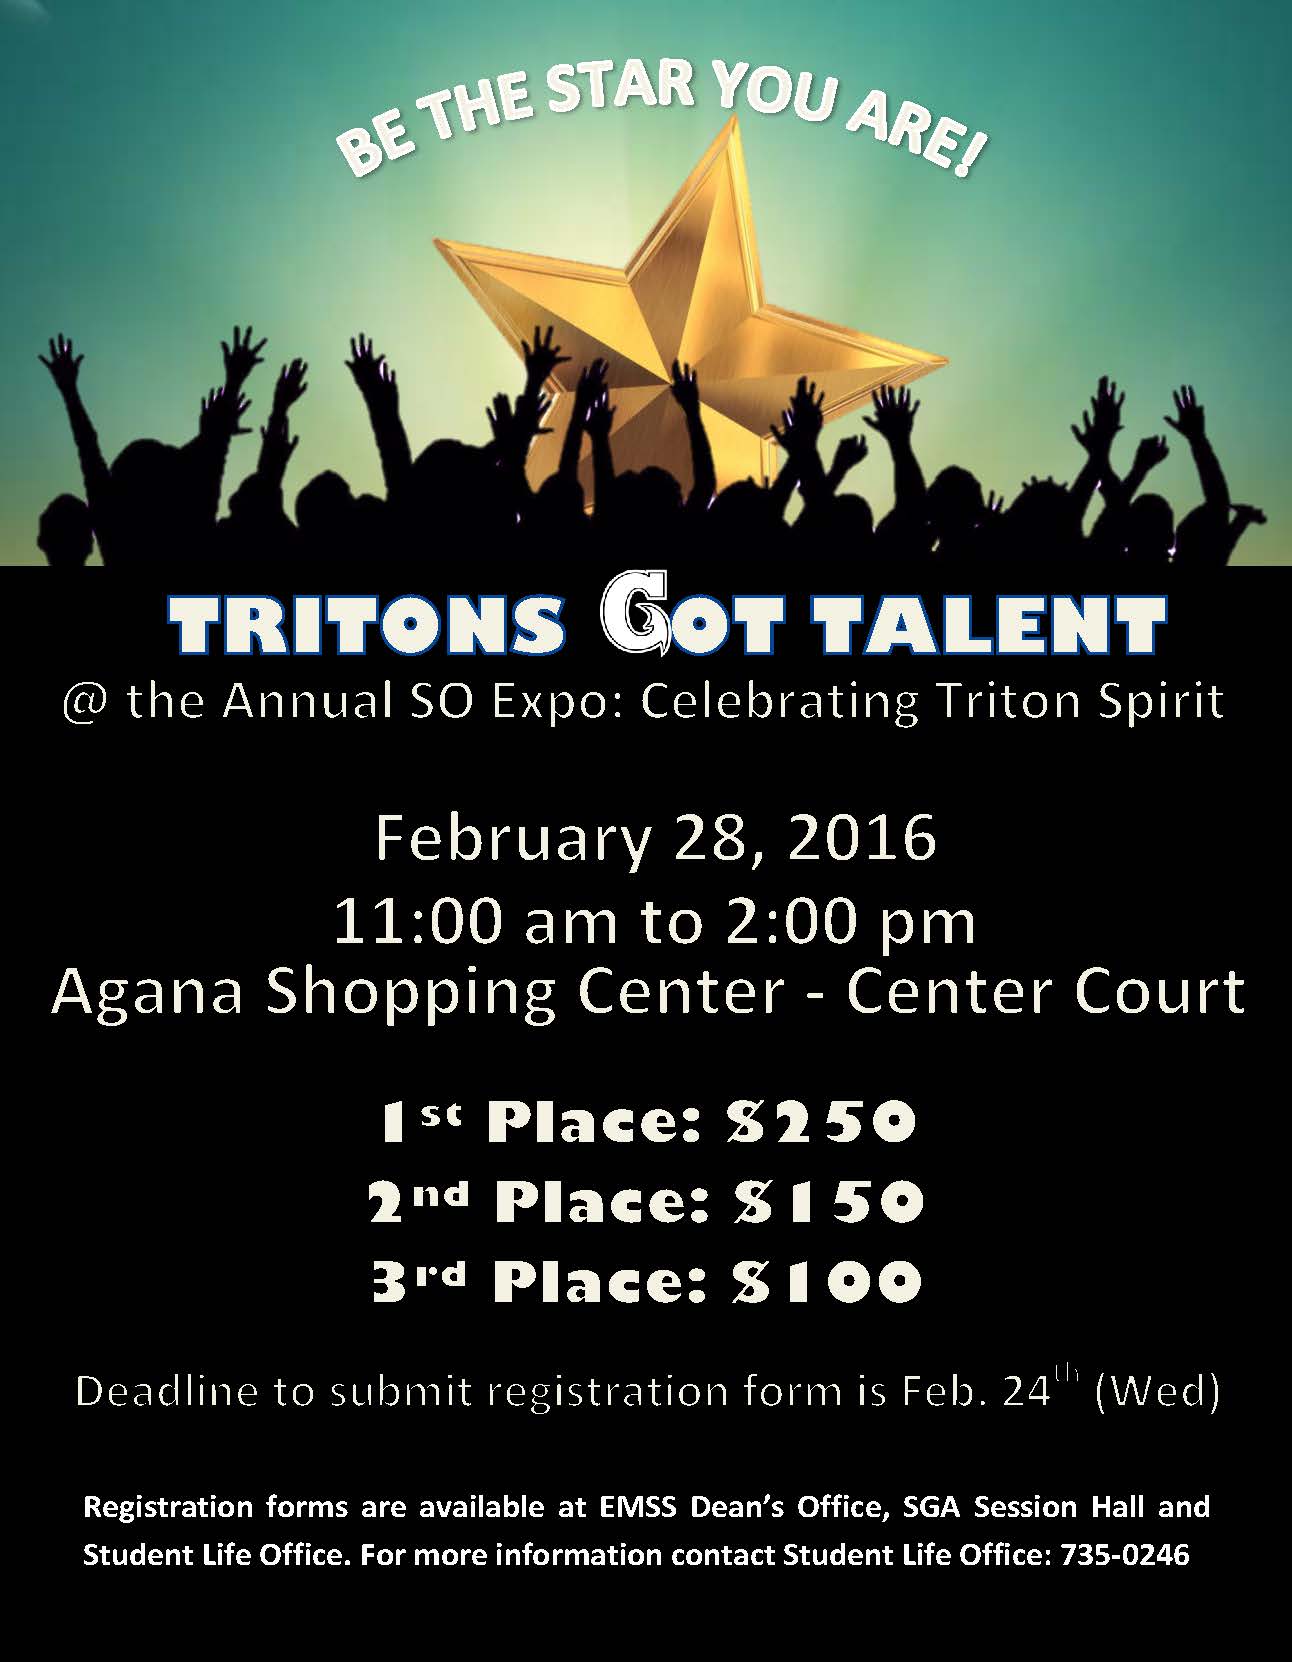 BE THE STAR YOU ARE!
TRITONS GOT TALENT
@ the Annual SO Expo: Celebrating Triton Spirit
February 28, 2016
11:00 am to 2:00 pm
Agana Shopping Center - Center Court
1st Place: $250
2nd Place: $150
3rd Place: $100
Deadline to submit registration form is Feb. 24th (Wed)
Registration forms are available at EMSS Dean’s Office, SGA Session Hall and
Student Life Office. For more information contact Student Life Office: 735-0246